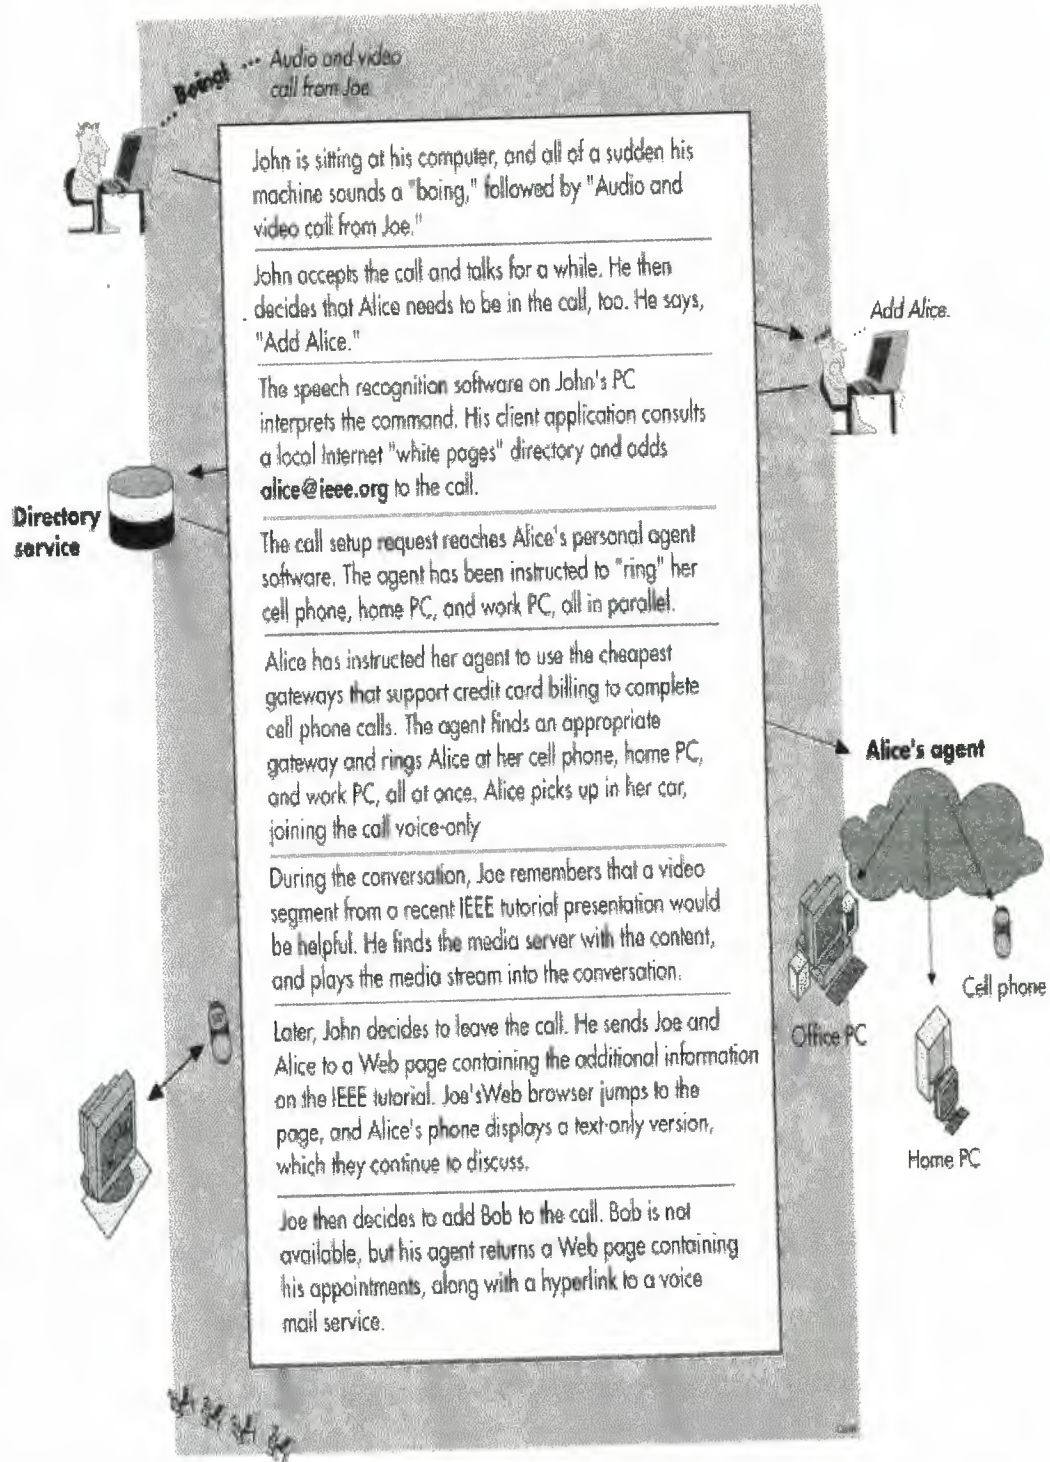 Boing! ... Audio and video
call from Joe
John is sitting at his computer, and all of a sudden his
machine sounds a "boing," followed by "Audio and
video call from Joe."
John accepts the call and talks for a while. He then
decides that Alice needs to be in the call, too. He says,
"Add Alice."
Add Alice.
The speech recognition software on John's PC
interprets the command. His client application consults
a local Internet "white pages" directory and adds
alice@ieee.org to the call.
Directory
service
The call setup request reaches Alice's personal agent
software. The agent has been instructed to "ring" her
cell phone, home PC, and work PC, all in parallel.
Alice has instructed her agent to use the cheapest
gateways that support credit card billing to complete
cell phone calls. The agent finds an appropriate
gateway and rings Alice at her cell phone, home PC,
and work PC, all at once. Alice picks up in her car,
joining the call voice-only
Alice's agent
During the conversation, Joe remembers that a video
segment from a recent IEEE tutorial presentation would
be helpful. He finds the media server with the content,
and plays the media stream into the conversation.
Cell phone
Office PC
Home PC
Later, John decides to leave the call. He sends Joe and
Alice to a Web page containing the additional information
on the IEEE tutorial. Joe'sWeb browser jumps to the
page, and Alice's phone displays a text-only version,
which they continue to discuss.
Joe then decides to add Bob to the call. Bob is not
available, but his agent returns a Web page containing
his appointments, along with a hyperlink to a voice
mail service.